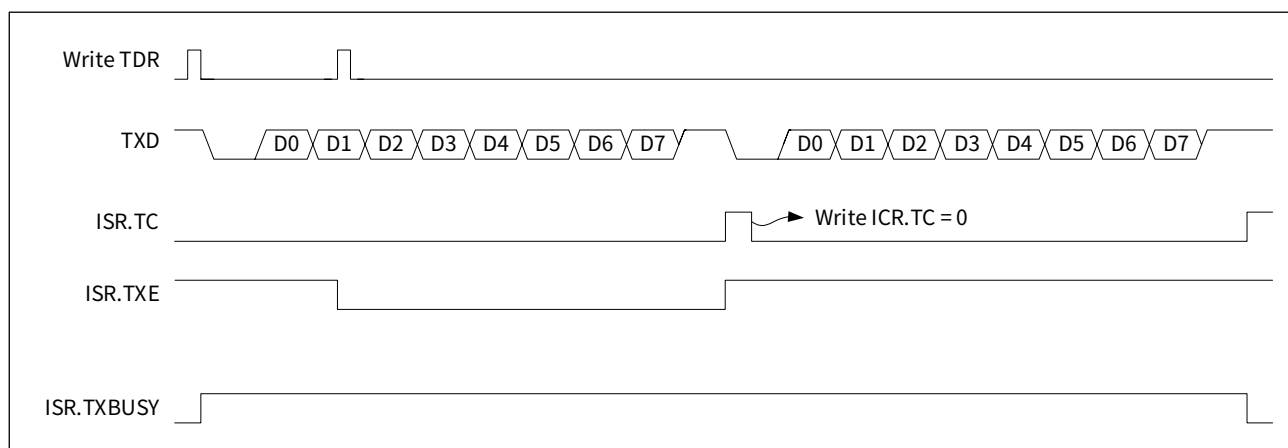 Write TDR
TXD D0 D1 D2 D3 D4 D5 D6 D7 D0 D1 D2 D3 D4 D5 D6 D7
ISR.TC Write ICR.TC = 0
ISR.TXE
ISR.TXBUSY